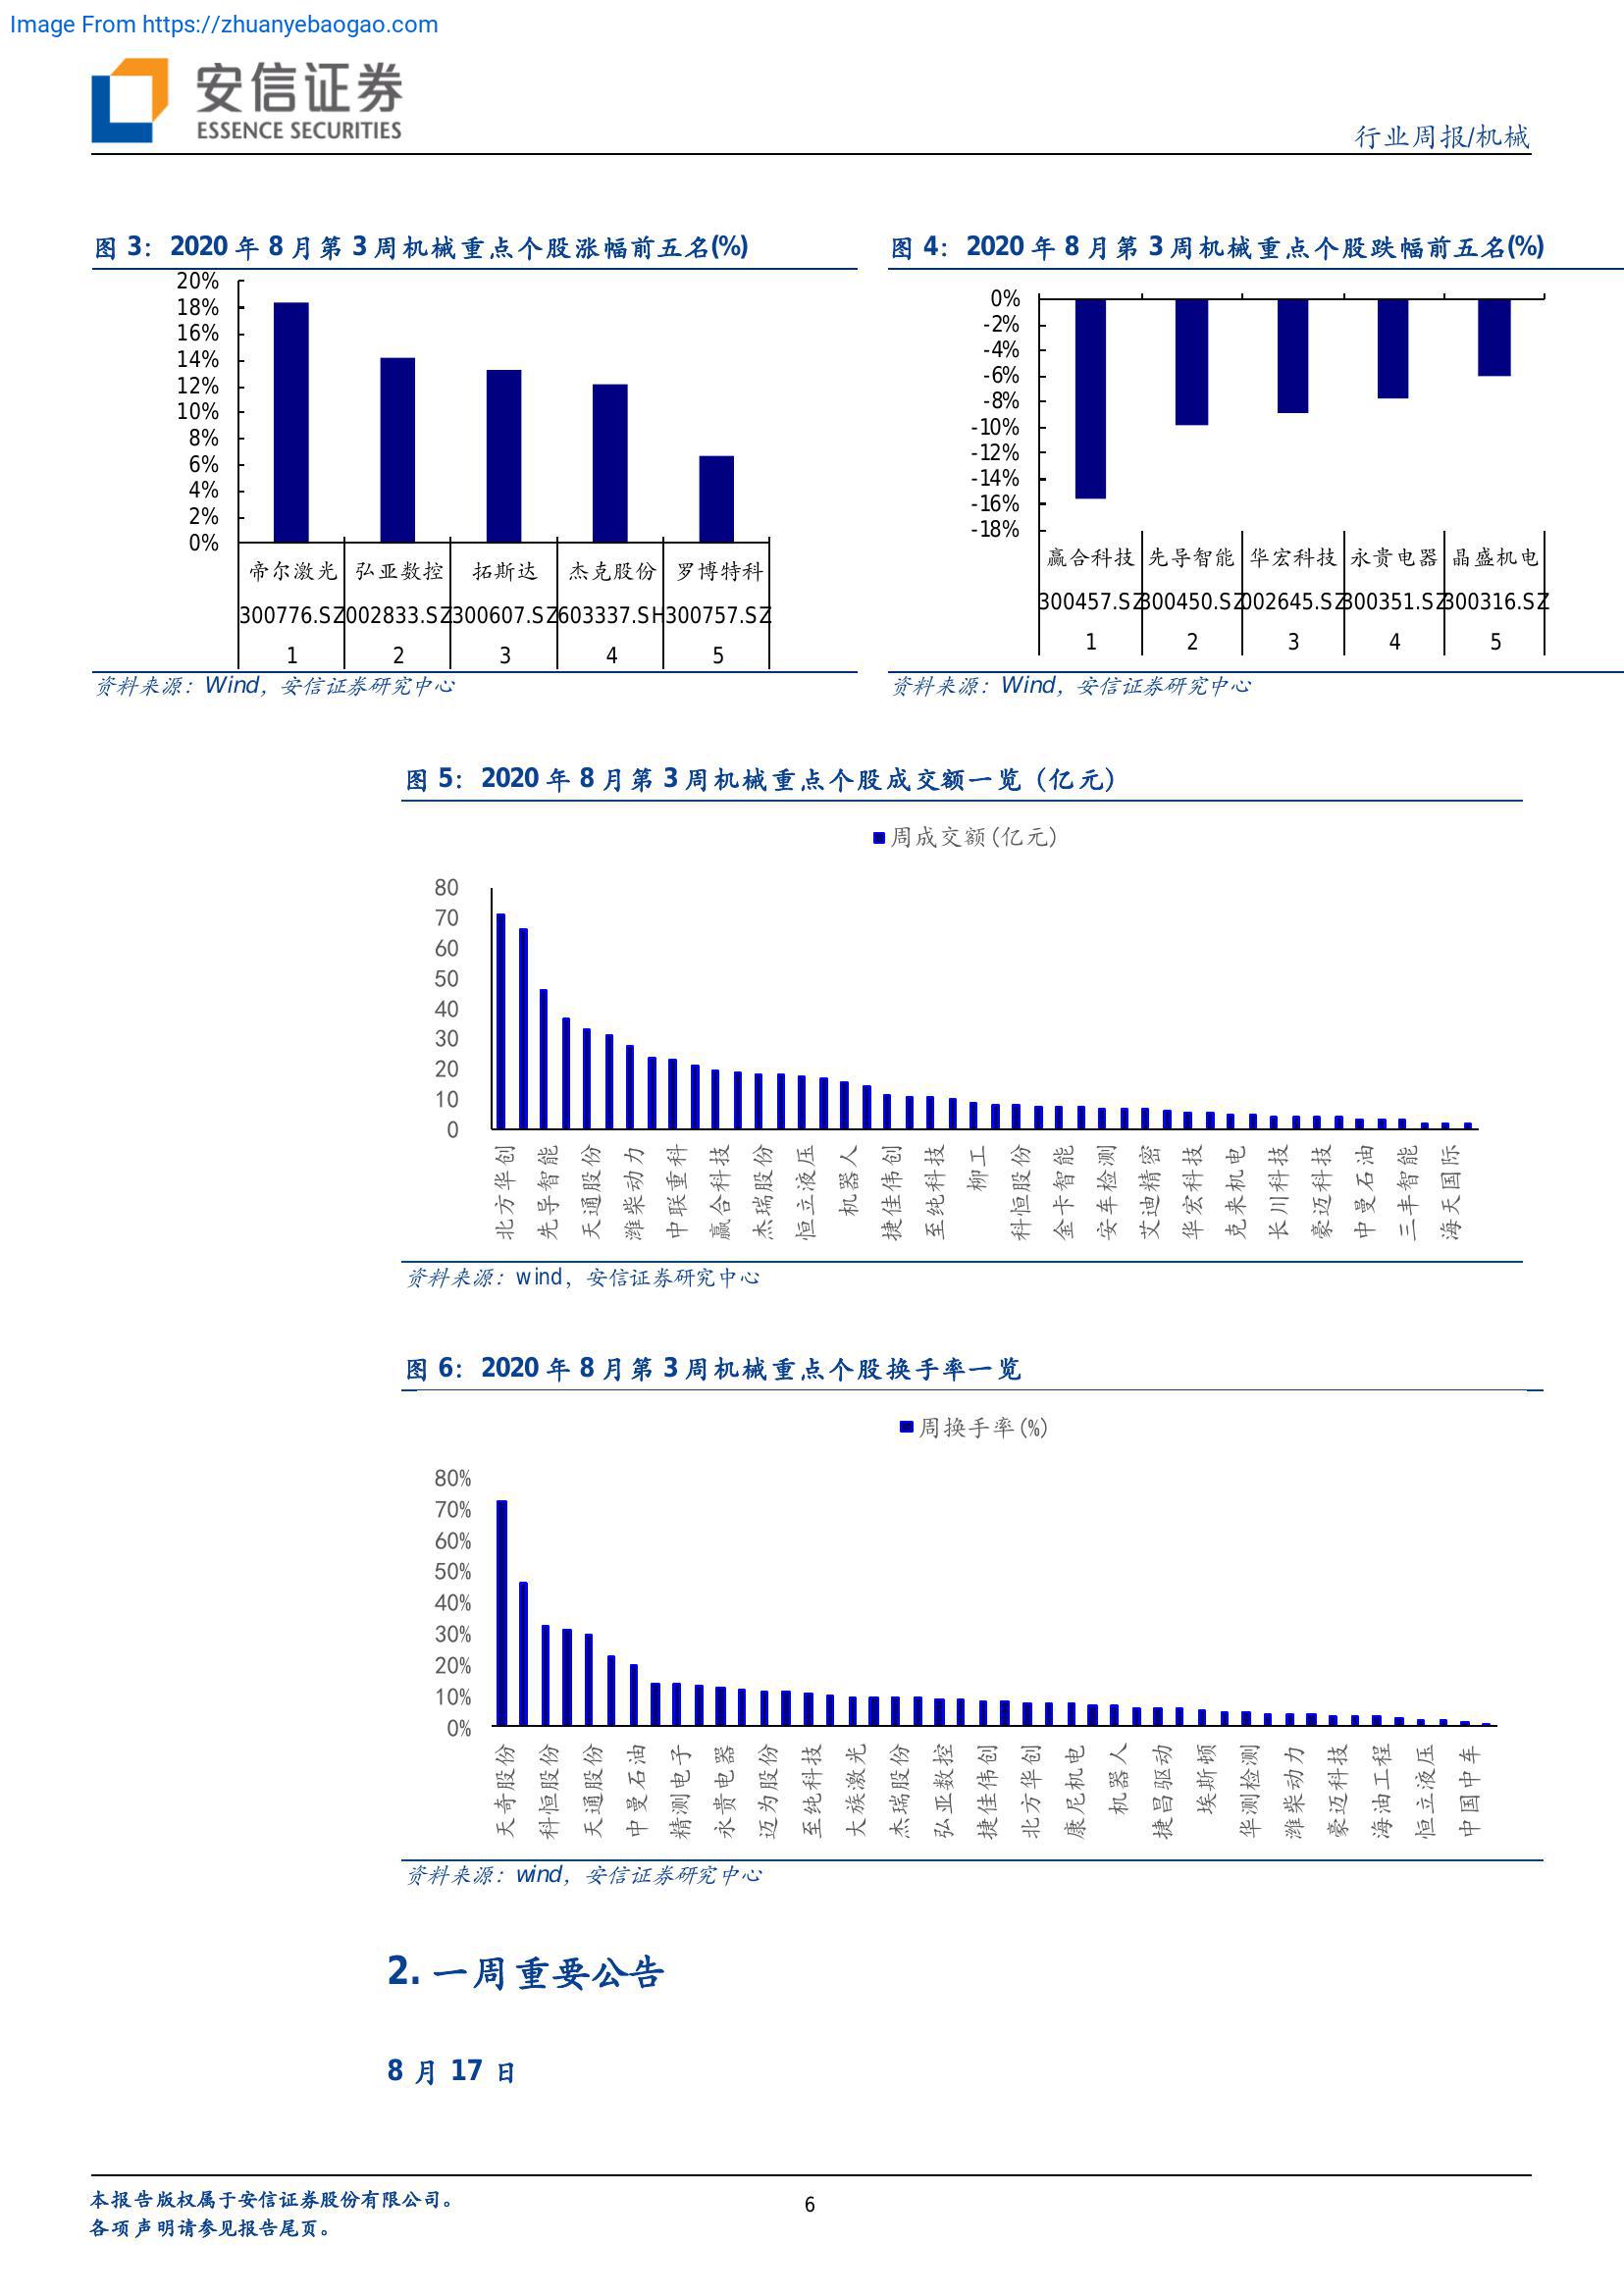 Image From https://zhuanyebaogao.com
安信证券
ESSENCE SECURITIES
行业周报/机械
图 3：2020 年 8 月第 3 周机械重点个股涨幅前五名(%)
20%
18%
16%
14%
12%
10%
8%
6%
4%
2%
0%
帝尔激光 弘亚数控 拓斯达 杰克股份 罗博特科
300776.SZ 002833.SZ 300607.SZ 603337.SH 300757.SZ
1 2 3 4 5
资料来源：Wind，安信证券研究中心
图 4：2020 年 8 月第 3 周机械重点个股跌幅前五名(%)
0%
-2%
-4%
-6%
-8%
-10%
-12%
-14%
-16%
-18%
赢合科技 先导智能 华宏科技 永贵电器 晶盛机电
300457.SZ 300450.SZ 002645.SZ 300351.SZ 300316.SZ
1 2 3 4 5
资料来源：Wind，安信证券研究中心
图 5：2020 年 8 月第 3 周机械重点个股成交额一览（亿元）
周成交额(亿元)
80
70
60
50
40
30
20
10
0
北方华创 先导智能 天通股份 潍柴动力 中联重科 赢合科技 杰瑞股份 恒立液压 机器人 捷佳伟创 至纯科技 柳工 科恒股份 金卡智能 安车检测 艾迪精密 华宏科技 克来机电 长川科技 豪迈科技 中曼石油 三丰智能 海天国际
资料来源：wind，安信证券研究中心
图 6：2020 年 8 月第 3 周机械重点个股换手率一览
周换手率(%)
80%
70%
60%
50%
40%
30%
20%
10%
0%
天奇股份 科恒股份 天通股份 中曼石油 精测电子 永贵电器 迈为股份 至纯科技 大族激光 杰瑞股份 弘亚数控 捷佳伟创 北方华创 康尼机电 机器人 捷昌驱动 埃斯顿 华测检测 潍柴动力 豪迈科技 海油工程 恒立液压 中国中车
资料来源：wind，安信证券研究中心
2. 一周重要公告
8 月 17 日
本报告版权属于安信证券股份有限公司。
各项声明请参见报告尾页。
6